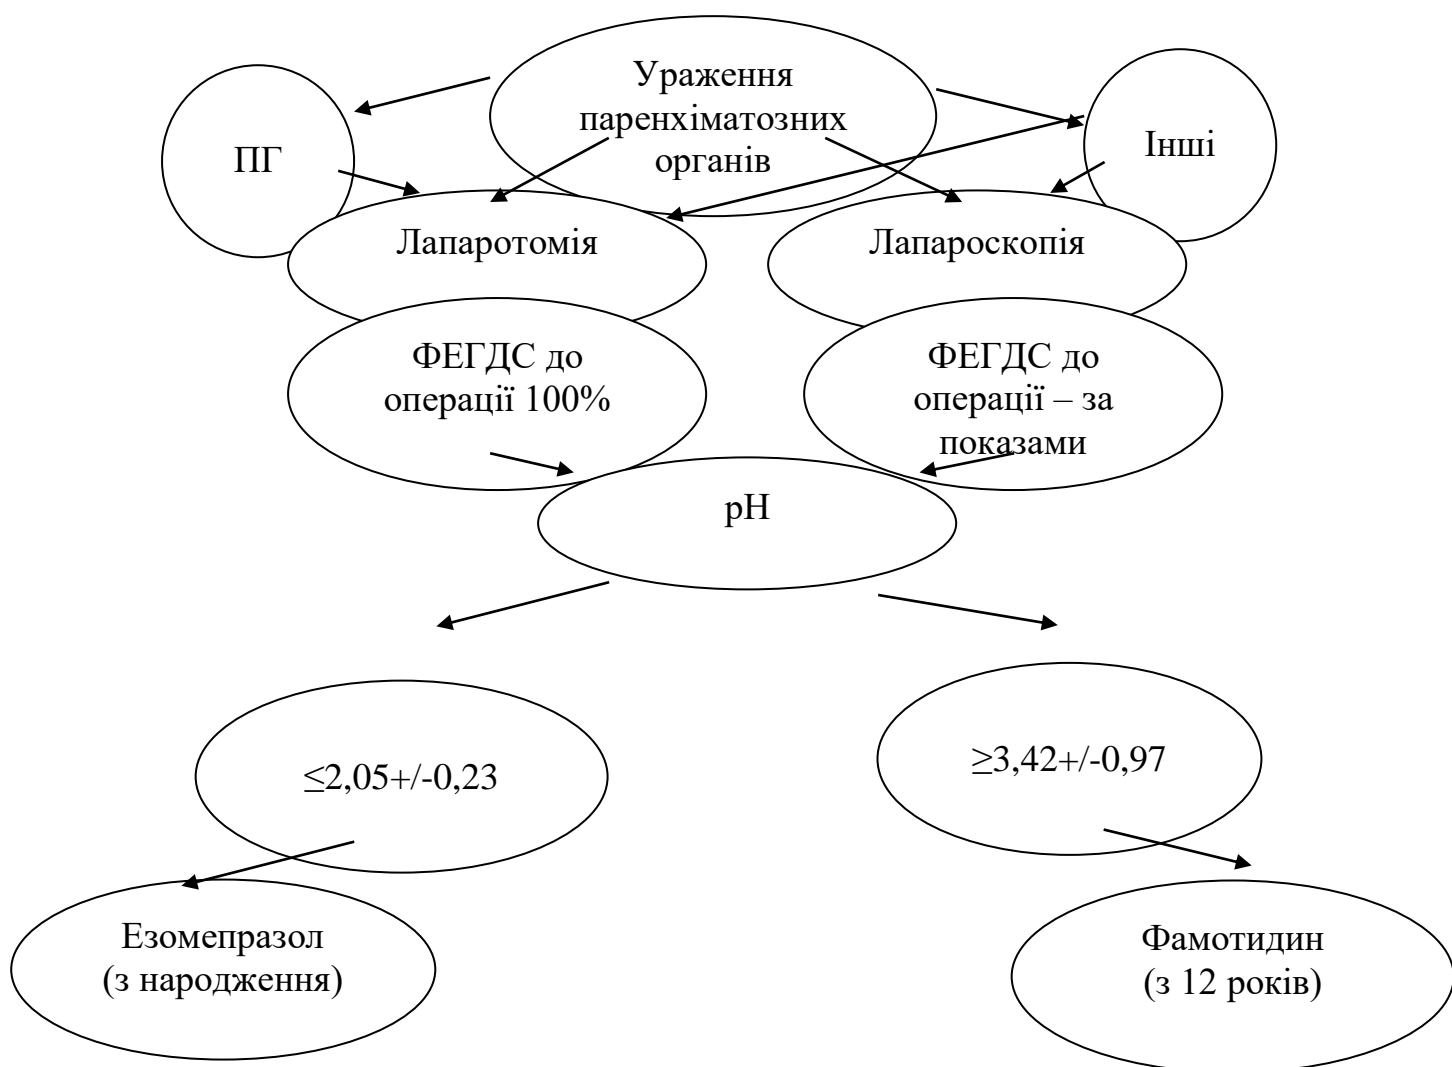 Ураження
паренхіматозних
органів
ПГ
Інші
Лапаротомія
Лапароскопія
ФЕГДС до
операції 100%
ФЕГДС до
операції – за
показами
pH
≤2,05+/-0,23
≥3,42+/-0,97
Езомепразол
(з народження)
Фамотидин
(з 12 років)